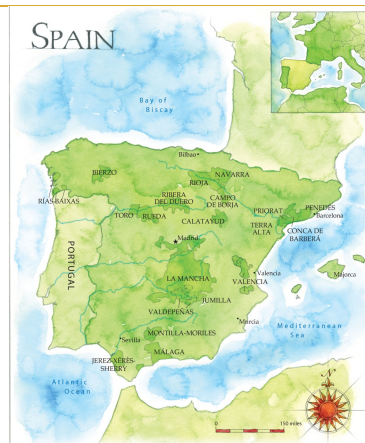 SPAIN
Bay of
Biscay
Bilbao
BIERZO
NAVARRA
RIOJA
RÍAS-BAIXAS
RIBERA
DEL DUERO
CAMPO
DE BORJA
TORO
RUEDA
CALATAYUD
PRIORAT
PENEDÈS
Barcelona
TERRA
ALTA
CONCA DE
BARBERÁ
Madrid
PORTUGAL
Majorca
LA MANCHA
Valencia
VALENCIA
JUMILLA
VALDEPEÑAS
Murcia
Mediterranean
Sea
MONTILLA-MORILES
Sevilla
MÁLAGA
JEREZ-XÉRÈS-
SHERRY
Atlantic
Ocean
N
0 150 miles